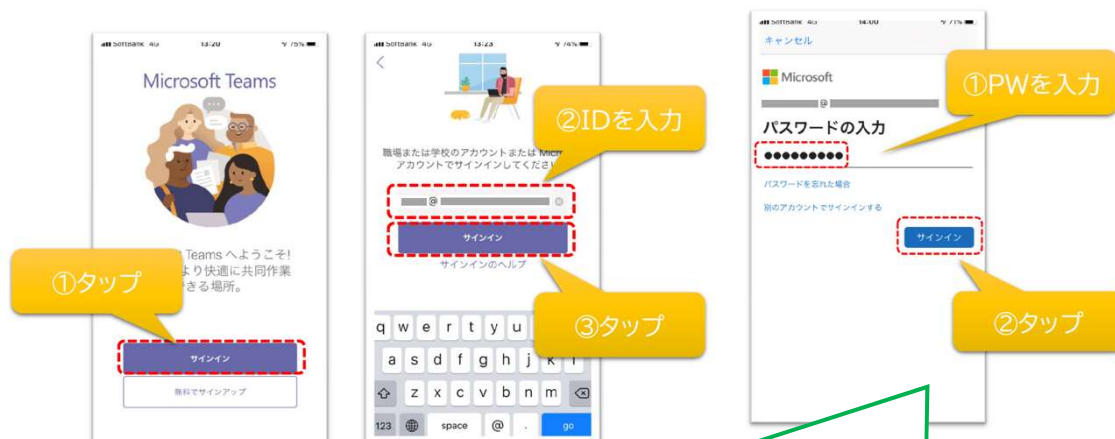 SoftBank 4G
13:20
75%
Microsoft Teams
Teams へようこそ!
より快適に共同作業
きる場所。
①タップ
サインイン
無料でサインアップ
SoftBank 4G
13:23
74%
②IDを入力
職場または学校のアカウントまたは Micr
アカウントでサインインしてください
@
サインイン
サインインのヘルプ
③タップ
q w e r t y u
a s d f g h j k l
z x c v b n m
123 space @ . go
SoftBank 4G
14:00
71%
キャンセル
Microsoft
①PWを入力
@
パスワードの入力
パスワードを忘れた場合
別のアカウントでサインインする
サインイン
②タップ